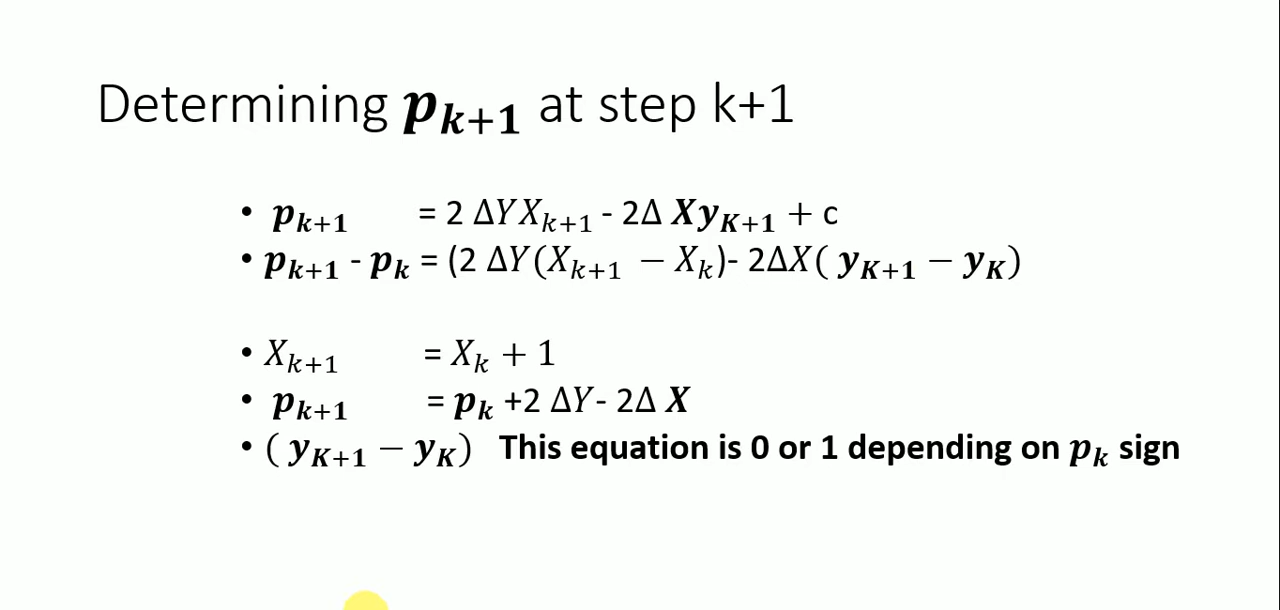 Determining 𝒑ₖ₊₁ at step k+1
• 𝒑ₖ₊₁ = 2 ΔYXₖ₊₁ - 2Δ 𝑿𝒚K₊₁ + c
• 𝒑ₖ₊₁ - 𝒑ₖ = (2 ΔY(Xₖ₊₁ − Xₖ)- 2ΔX( 𝒚K₊₁ − 𝒚K)
• Xₖ₊₁ = Xₖ + 1
• 𝒑ₖ₊₁ = 𝒑ₖ +2 ΔY- 2Δ 𝑿
• ( 𝒚K₊₁ − 𝒚K) This equation is 0 or 1 depending on 𝒑ₖ sign